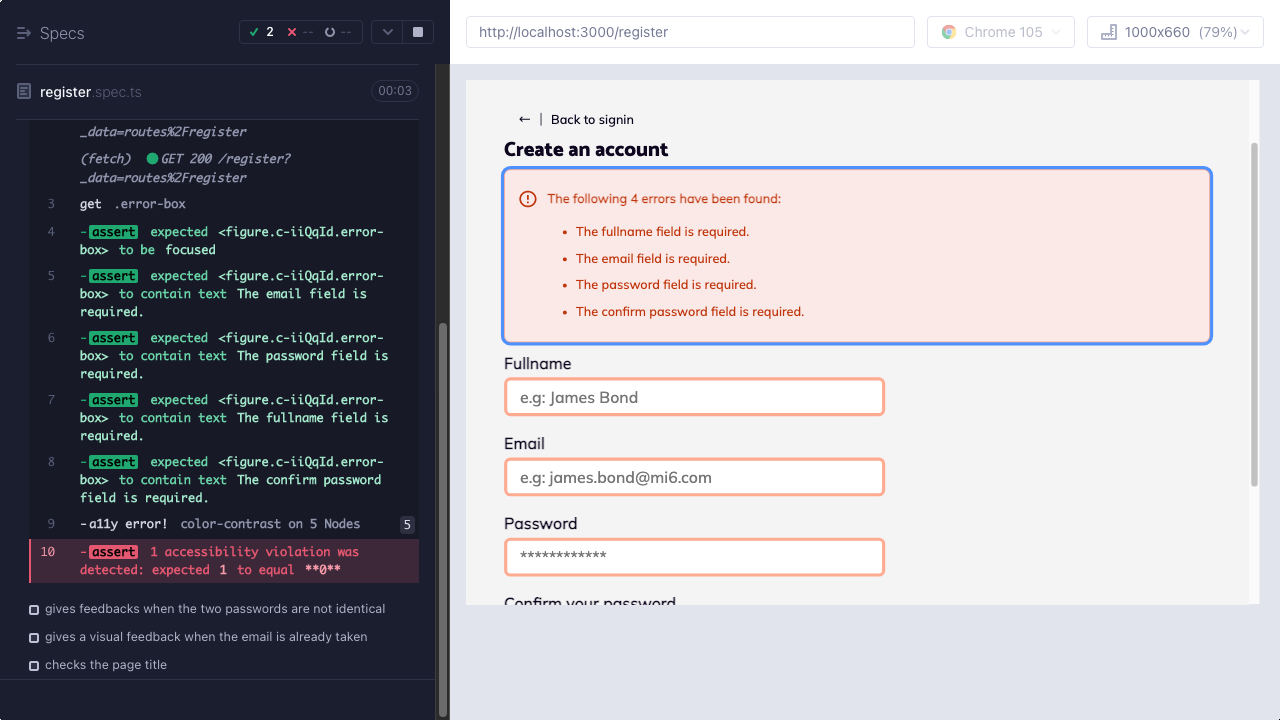 Specs
2
--
--
register.spec.ts
00:03
_data=routes%2Fregister
(fetch) GET 200 /register?
_data=routes%2Fregister
3 get .error-box
4 -assert expected <figure.c-iiQqId.error-
box> to be focused
5 -assert expected <figure.c-iiQqId.error-
box> to contain text The email field is
required.
6 -assert expected <figure.c-iiQqId.error-
box> to contain text The password field is
required.
7 -assert expected <figure.c-iiQqId.error-
box> to contain text The fullname field is
required.
8 -assert expected <figure.c-iiQqId.error-
box> to contain text The confirm password
field is required.
9 -a11y error! color-contrast on 5 Nodes 5
10 -assert 1 accessibility violation was
detected: expected 1 to equal **0**
gives feedbacks when the two passwords are not identical
gives a visual feedback when the email is already taken
checks the page title
http://localhost:3000/register
Chrome 105
1000x660 (79%)
← | Back to signin
Create an account
The following 4 errors have been found:
• The fullname field is required.
• The email field is required.
• The password field is required.
• The confirm password field is required.
Fullname
e.g: James Bond
Email
e.g: james.bond@mi6.com
Password
************
Confirm your password